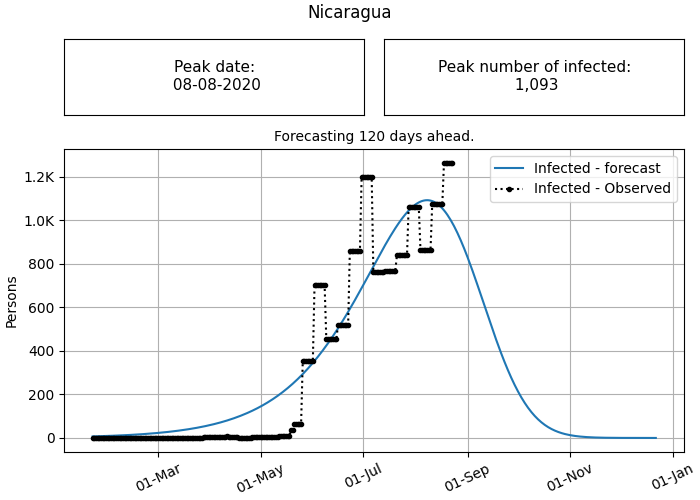 Nicaragua
Peak date:
08-08-2020
Peak number of infected:
1,093
Forecasting 120 days ahead.
Infected - forecast
Infected - Observed
Persons
1.2K
1.0K
800
600
400
200
0
01-Mar
01-May
01-Jul
01-Sep
01-Nov
01-Jan